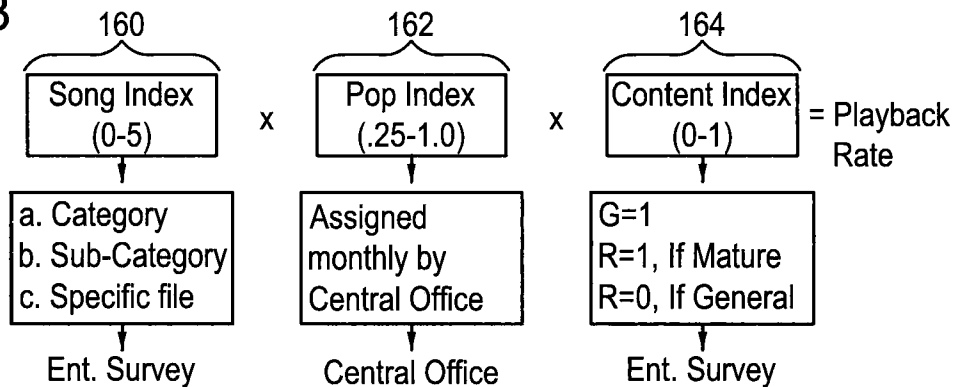 160 162 164
Song Index
(0-5)
x
Pop Index
(.25-1.0)
x
Content Index
(0-1)
= Playback
Rate
a. Category
b. Sub-Category
c. Specific file
Assigned
monthly by
Central Office
G=1
R=1, If Mature
R=0, If General
Ent. Survey
Central Office
Ent. Survey